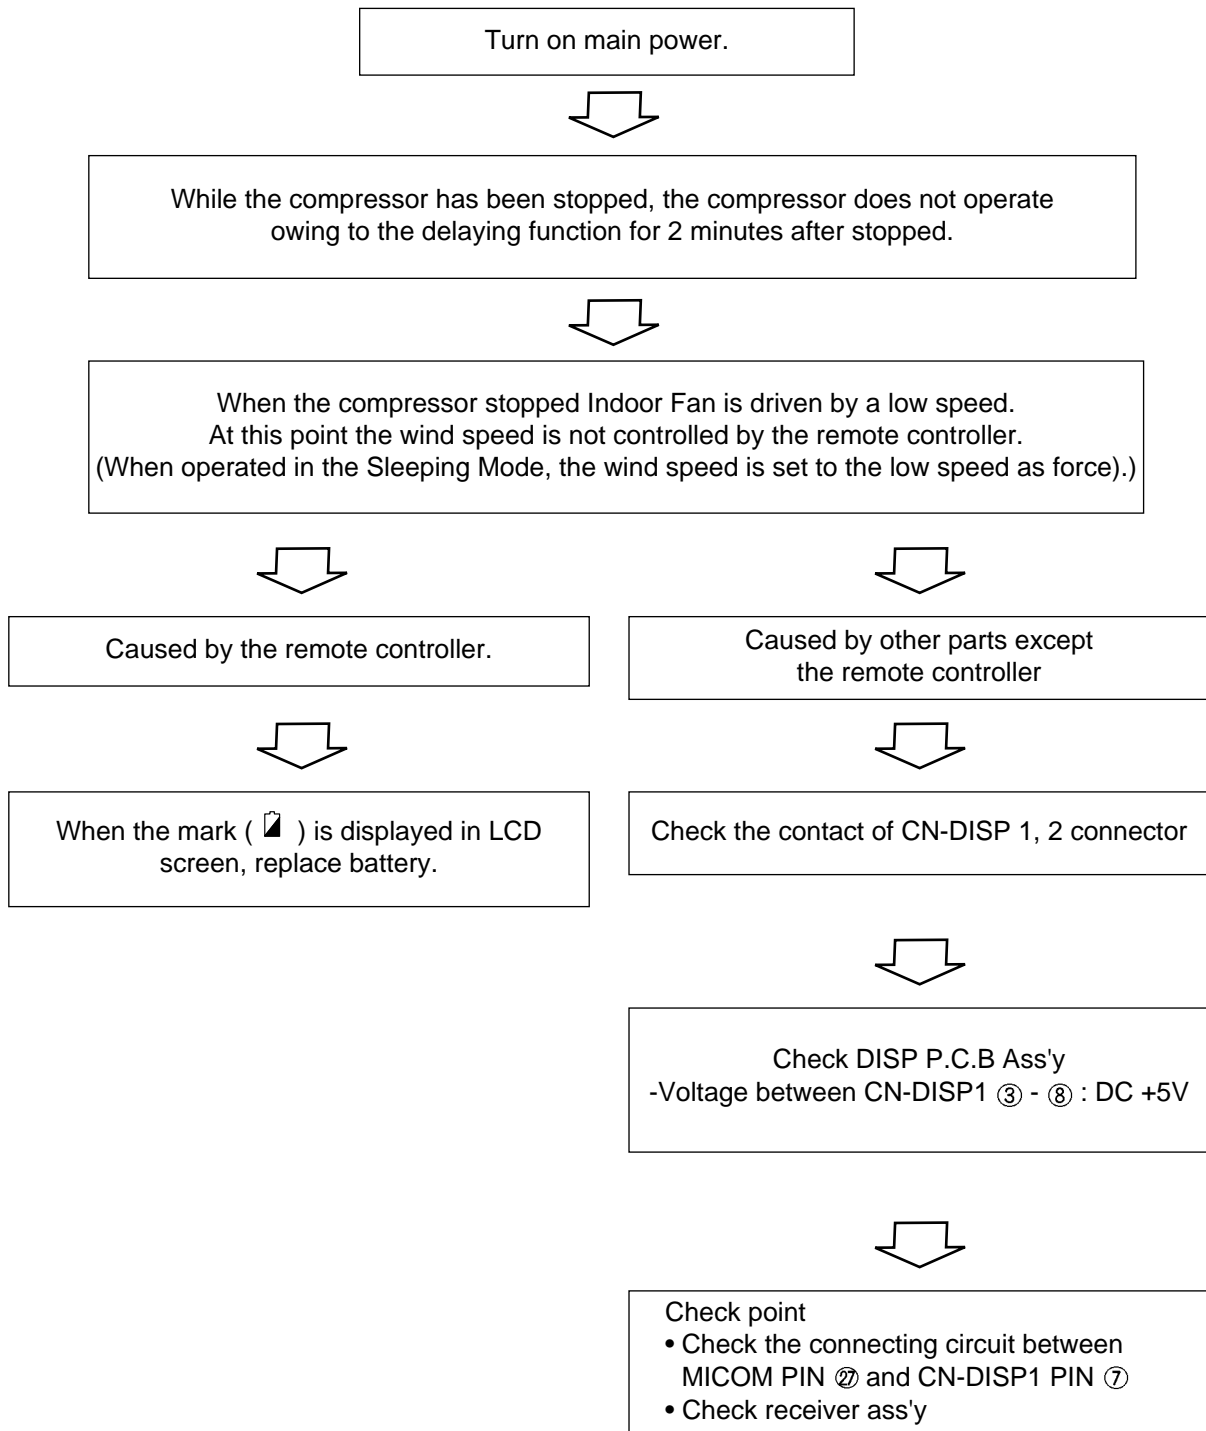 Turn on main power.
While the compressor has been stopped, the compressor does not operate
owing to the delaying function for 2 minutes after stopped.
When the compressor stopped Indoor Fan is driven by a low speed.
At this point the wind speed is not controlled by the remote controller.
(When operated in the Sleeping Mode, the wind speed is set to the low speed as force).)
Caused by the remote controller.
When the mark ( ) is displayed in LCD
screen, replace battery.
Caused by other parts except
the remote controller
Check the contact of CN-DISP 1, 2 connector
Check DISP P.C.B Ass'y
-Voltage between CN-DISP1 ③ - ⑧ : DC +5V
Check point
• Check the connecting circuit between
MICOM PIN ㉗ and CN-DISP1 PIN ⑦
• Check receiver ass'y